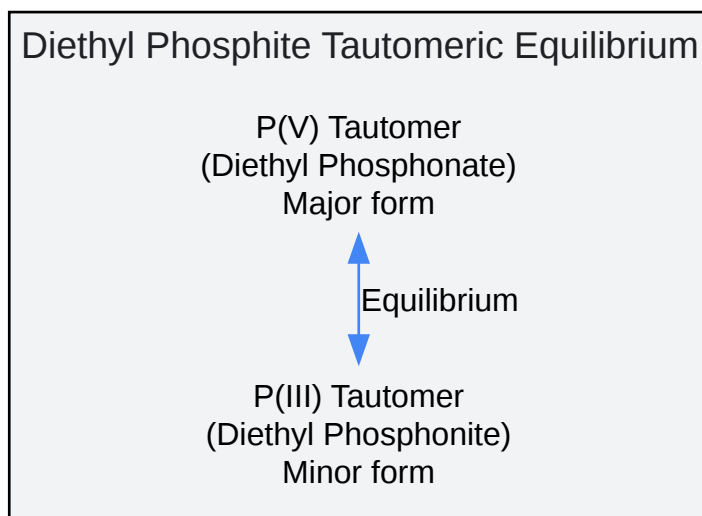 Diethyl Phosphite Tautomeric Equilibrium
P(V) Tautomer
(Diethyl Phosphonate)
Major form
Equilibrium
P(III) Tautomer
(Diethyl Phosphonite)
Minor form